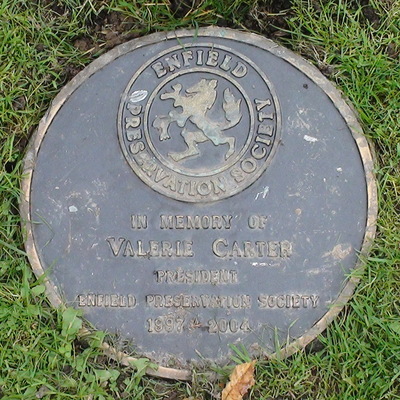 ENFIELD
PRESERVATION SOCIETY
IN MEMORY OF
VALERIE CARTER
PRESIDENT
ENFIELD PRESERVATION SOCIETY
1997 - 2004